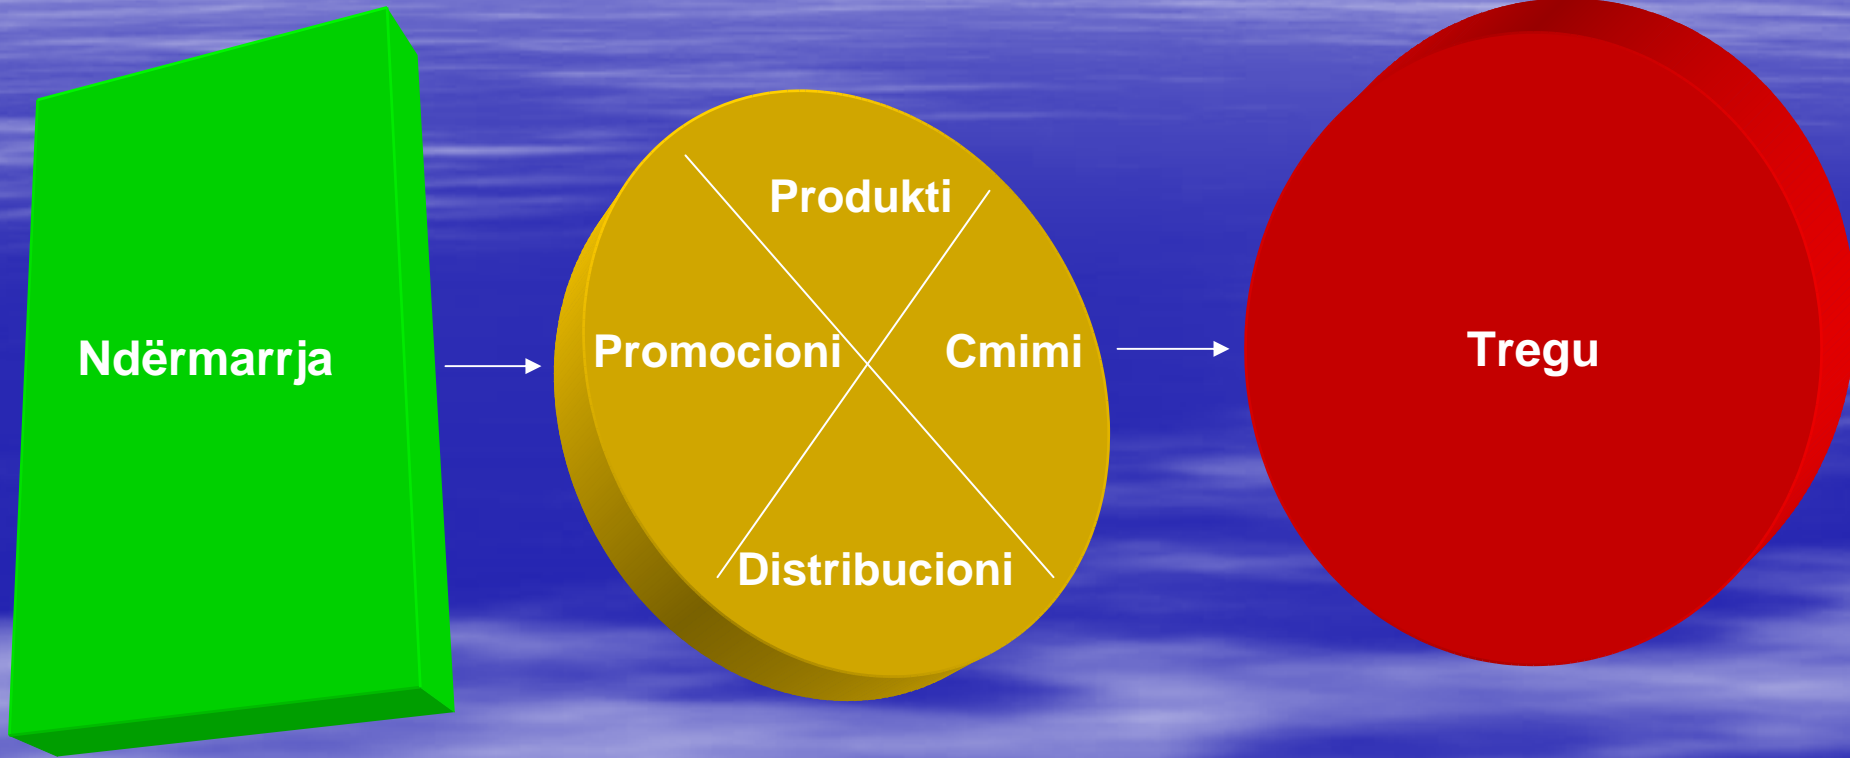 Ndërmarrja
Produkti
Promocioni
Cmimi
Distribucioni
Tregu